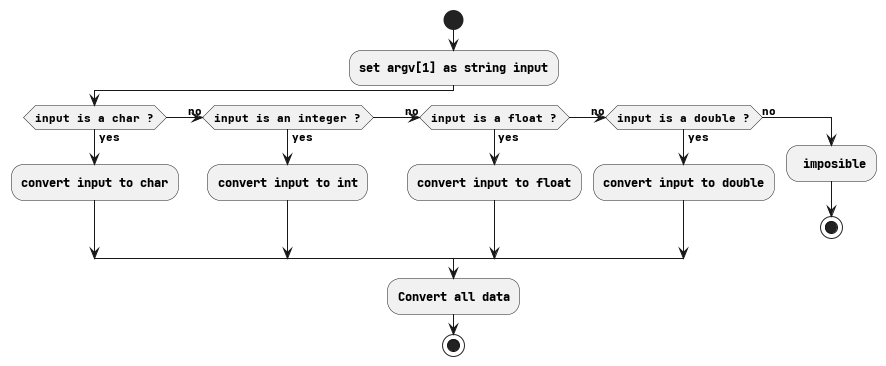 set argv[1] as string input
input is a char ?
no
input is an integer ?
no
input is a float ?
no
input is a double ?
no
yes
yes
yes
yes
convert input to char
convert input to int
convert input to float
convert input to double
imposible
Convert all data